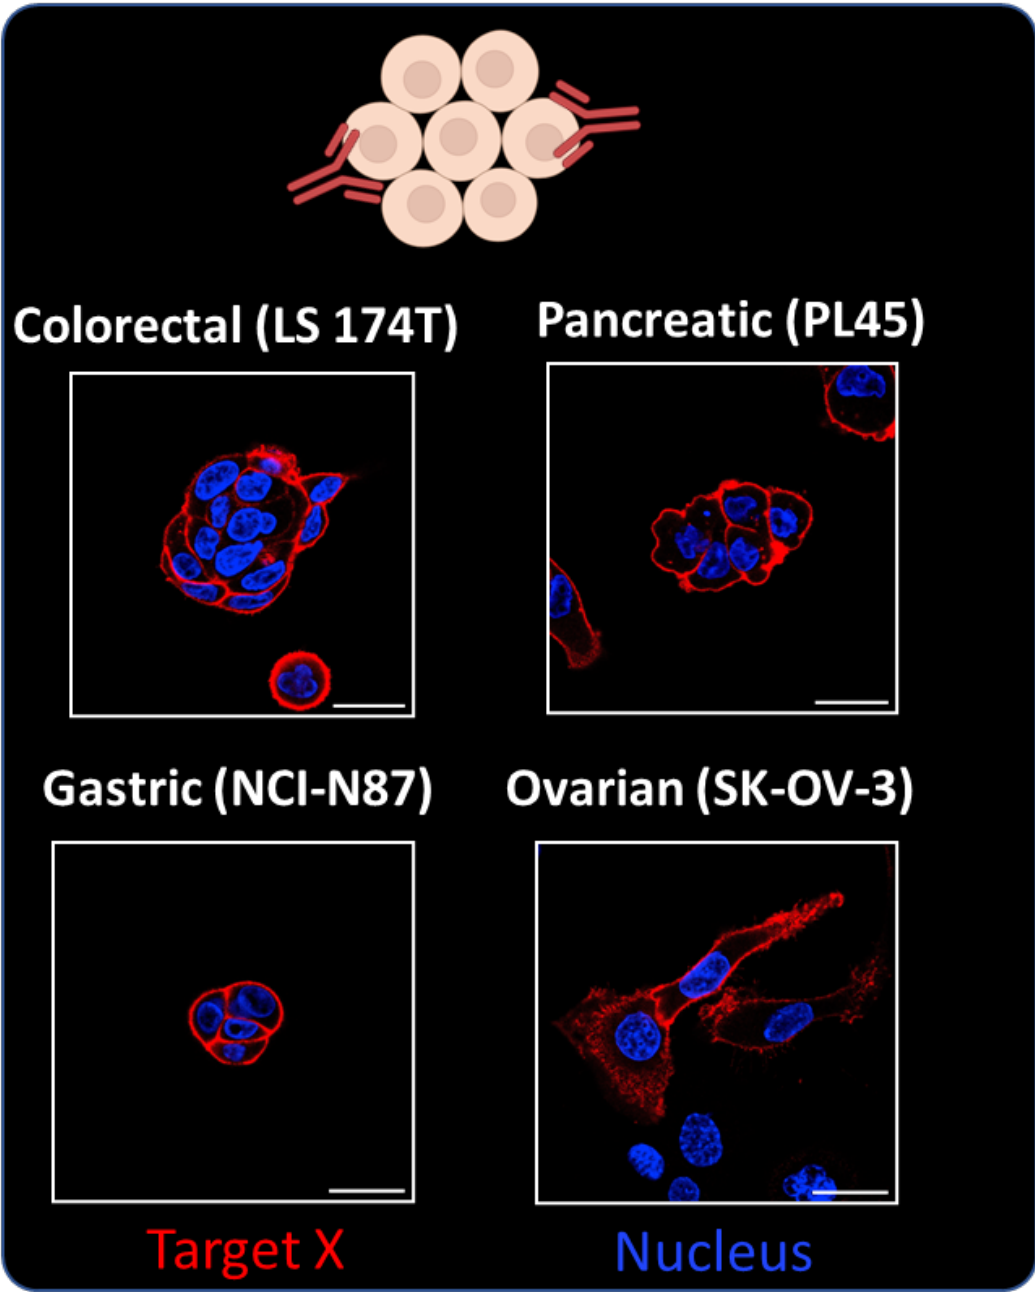 Colorectal (LS 174T)
Pancreatic (PL45)
Gastric (NCI-N87)
Ovarian (SK-OV-3)
Target X
Nucleus